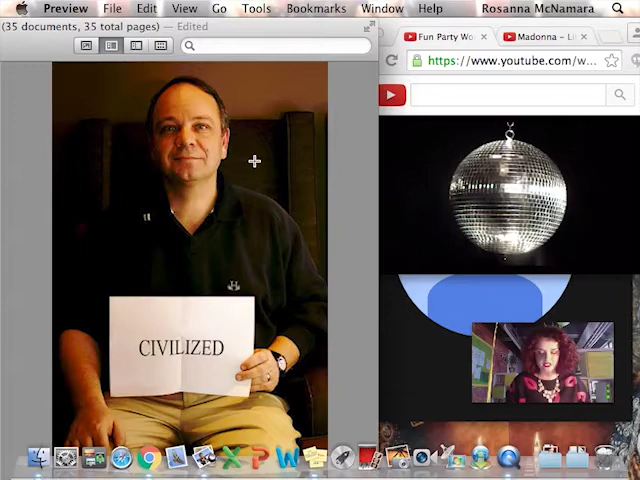 Preview File Edit View Go Tools Bookmarks Window Help Rosanna McNamara
(35 documents, 35 total pages) — Edited
Fun Party Wo
Madonna – Li
https://www.youtube.com/w...
CIVILIZED